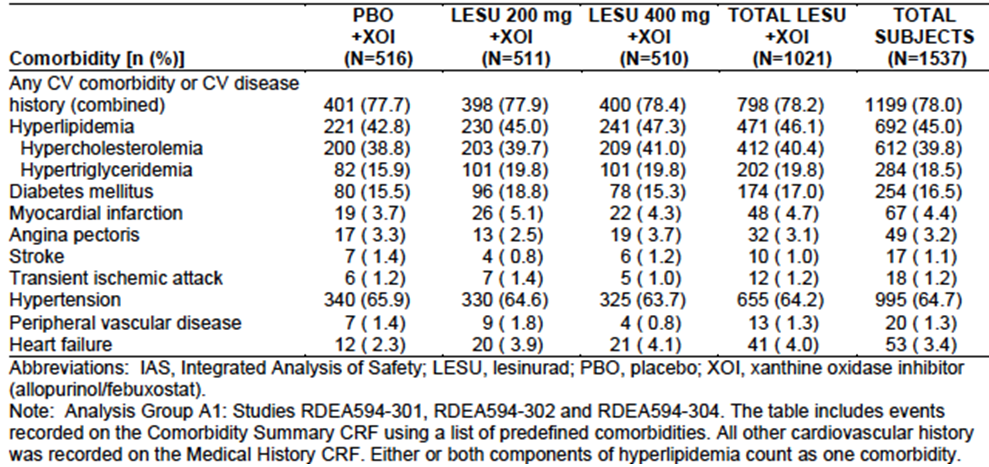 PBO LESU 200 mg LESU 400 mg TOTAL LESU TOTAL
+XOI +XOI +XOI +XOI SUBJECTS
Comorbidity [n (%)] (N=516) (N=511) (N=510) (N=1021) (N=1537)
Any CV comorbidity or CV disease
history (combined) 401 (77.7) 398 (77.9) 400 (78.4) 798 (78.2) 1199 (78.0)
Hyperlipidemia 221 (42.8) 230 (45.0) 241 (47.3) 471 (46.1) 692 (45.0)
Hypercholesterolemia 200 (38.8) 203 (39.7) 209 (41.0) 412 (40.4) 612 (39.8)
Hypertriglyceridemia 82 (15.9) 101 (19.8) 101 (19.8) 202 (19.8) 284 (18.5)
Diabetes mellitus 80 (15.5) 96 (18.8) 78 (15.3) 174 (17.0) 254 (16.5)
Myocardial infarction 19 ( 3.7) 26 ( 5.1) 22 ( 4.3) 48 ( 4.7) 67 ( 4.4)
Angina pectoris 17 ( 3.3) 13 ( 2.5) 19 ( 3.7) 32 ( 3.1) 49 ( 3.2)
Stroke 7 ( 1.4) 4 ( 0.8) 6 ( 1.2) 10 ( 1.0) 17 ( 1.1)
Transient ischemic attack 6 ( 1.2) 7 ( 1.4) 5 ( 1.0) 12 ( 1.2) 18 ( 1.2)
Hypertension 340 (65.9) 330 (64.6) 325 (63.7) 655 (64.2) 995 (64.7)
Peripheral vascular disease 7 ( 1.4) 9 ( 1.8) 4 ( 0.8) 13 ( 1.3) 20 ( 1.3)
Heart failure 12 ( 2.3) 20 ( 3.9) 21 ( 4.1) 41 ( 4.0) 53 ( 3.4)
Abbreviations: IAS, Integrated Analysis of Safety; LESU, lesinurad; PBO, placebo; XOI, xanthine oxidase inhibitor
(allopurinol/febuxostat).
Note: Analysis Group A1: Studies RDEA594-301, RDEA594-302 and RDEA594-304. The table includes events
recorded on the Comorbidity Summary CRF using a list of predefined comorbidities. All other cardiovascular history
was recorded on the Medical History CRF. Either or both components of hyperlipidemia count as one comorbidity.